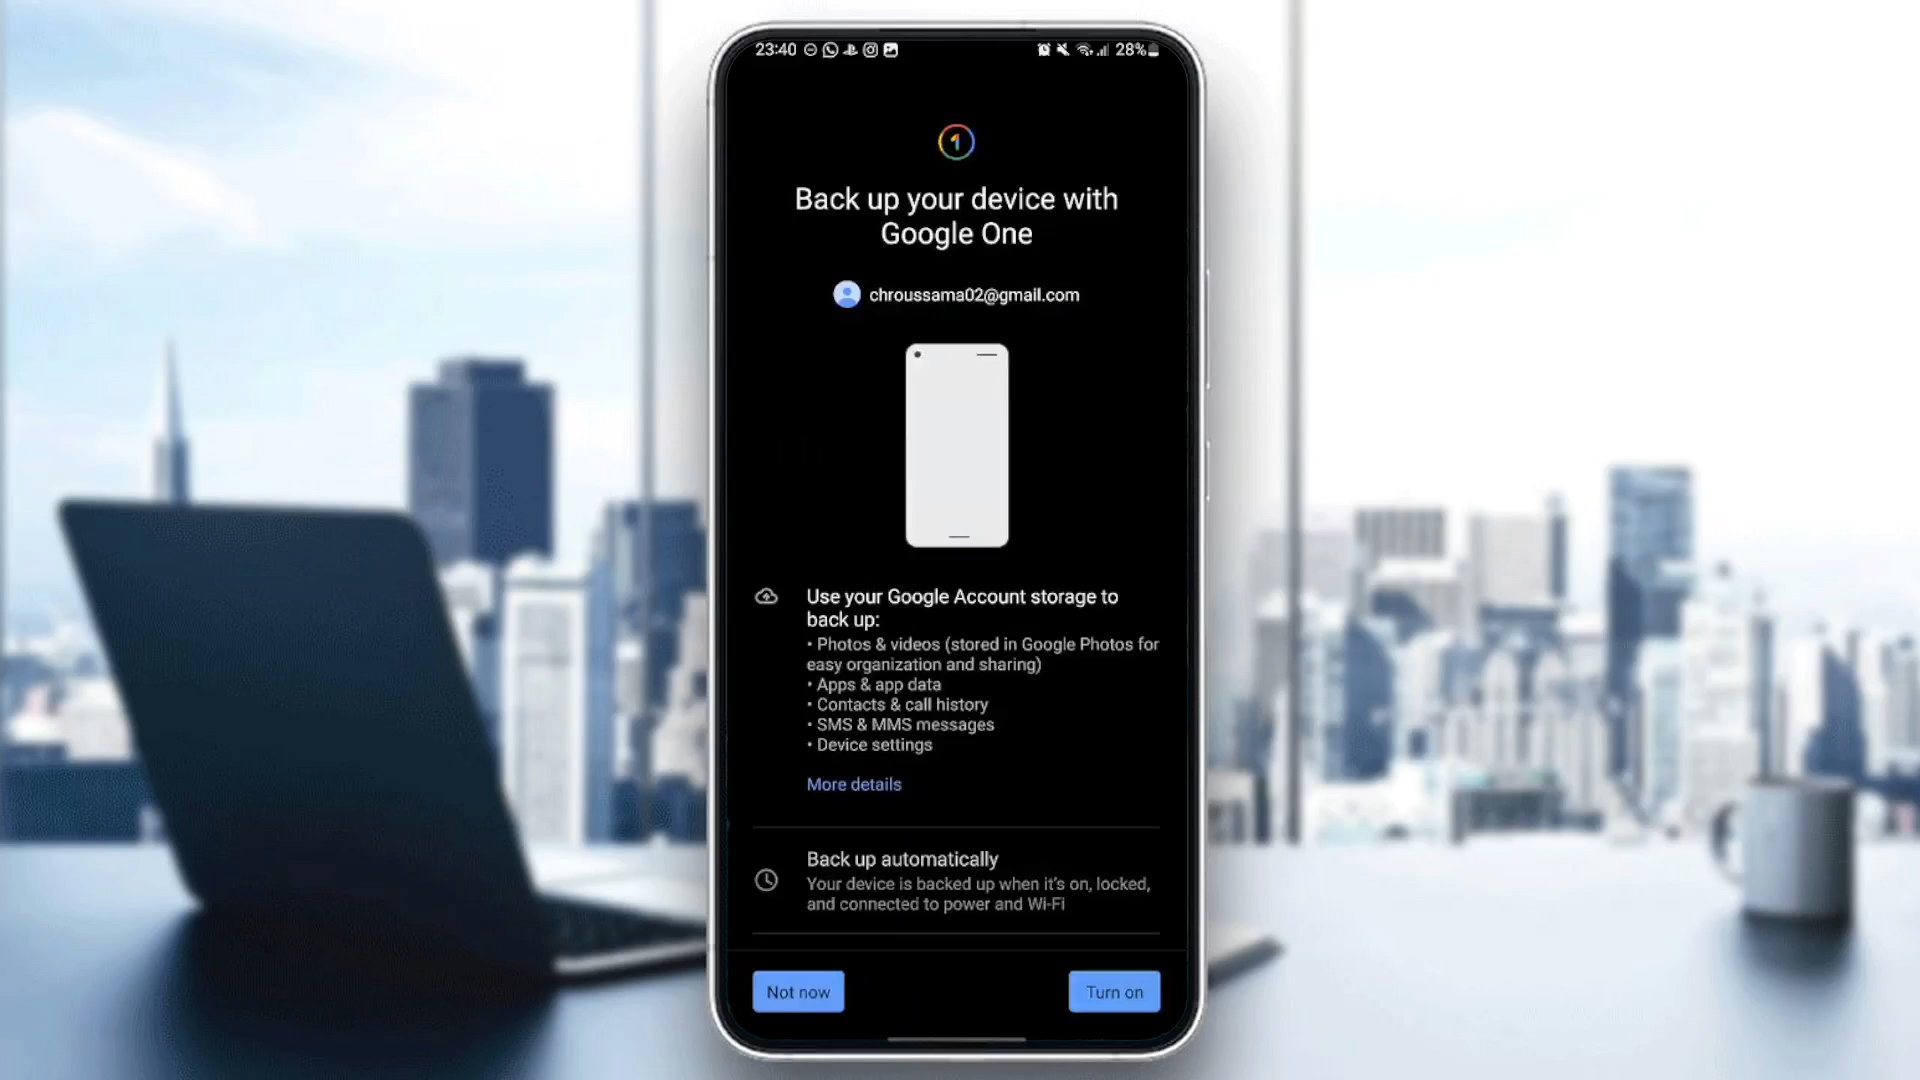 23:40
28%
1
Back up your device with
Google One
chroussama02@gmail.com
Use your Google Account storage to
back up:
• Photos & videos (stored in Google Photos for
easy organization and sharing)
• Apps & app data
• Contacts & call history
• SMS & MMS messages
• Device settings
More details
Back up automatically
Your device is backed up when it's on, locked,
and connected to power and Wi-Fi
Not now
Turn on